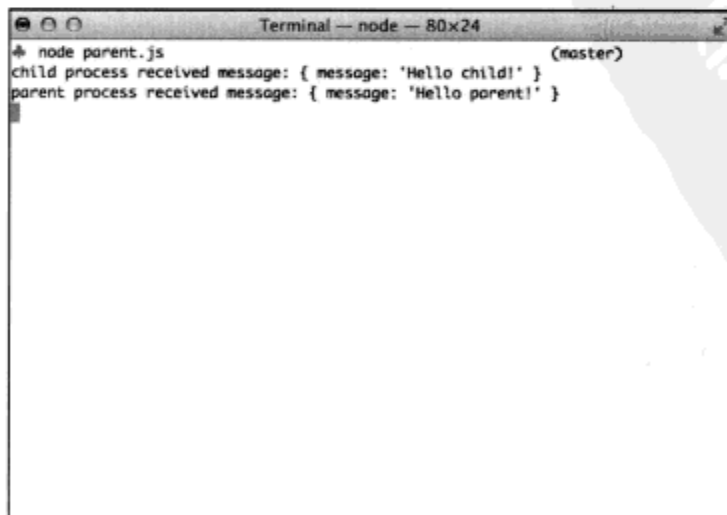 Terminal — node — 80×24
♣ node parent.js (master)
child process received message: { message: 'Hello child!' }
parent process received message: { message: 'Hello parent!' }